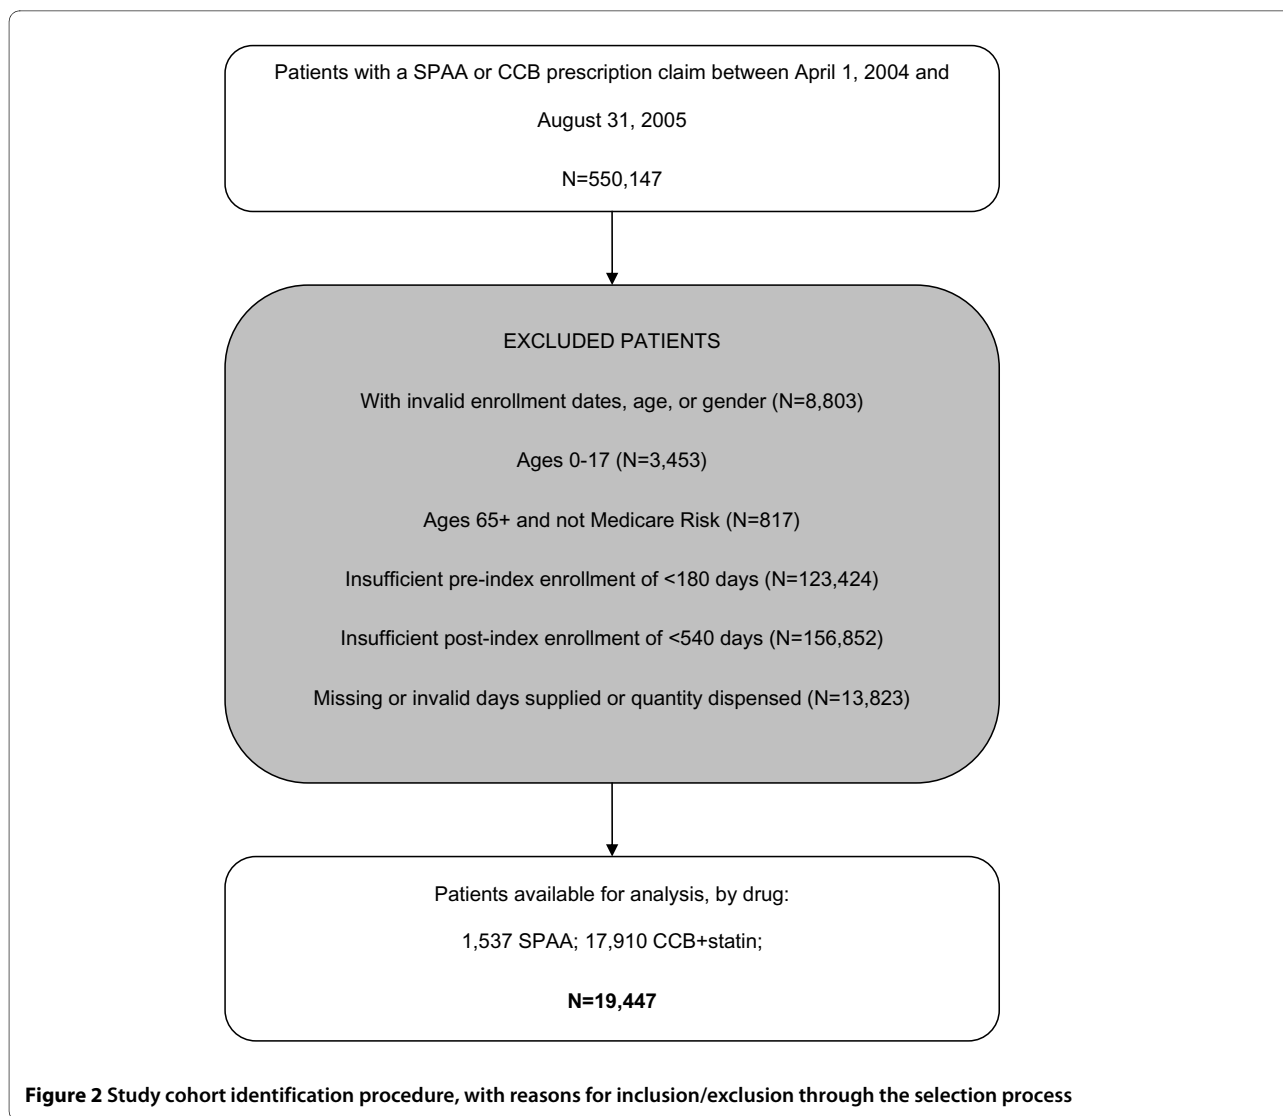 Patients with a SPAA or CCB prescription claim between April 1, 2004 and
August 31, 2005
N=550,147
EXCLUDED PATIENTS
With invalid enrollment dates, age, or gender (N=8,803)
Ages 0-17 (N=3,453)
Ages 65+ and not Medicare Risk (N=817)
Insufficient pre-index enrollment of <180 days (N=123,424)
Insufficient post-index enrollment of <540 days (N=156,852)
Missing or invalid days supplied or quantity dispensed (N=13,823)
Patients available for analysis, by drug:
1,537 SPAA; 17,910 CCB+statin;
N=19,447
Figure 2 Study cohort identification procedure, with reasons for inclusion/exclusion through the selection process